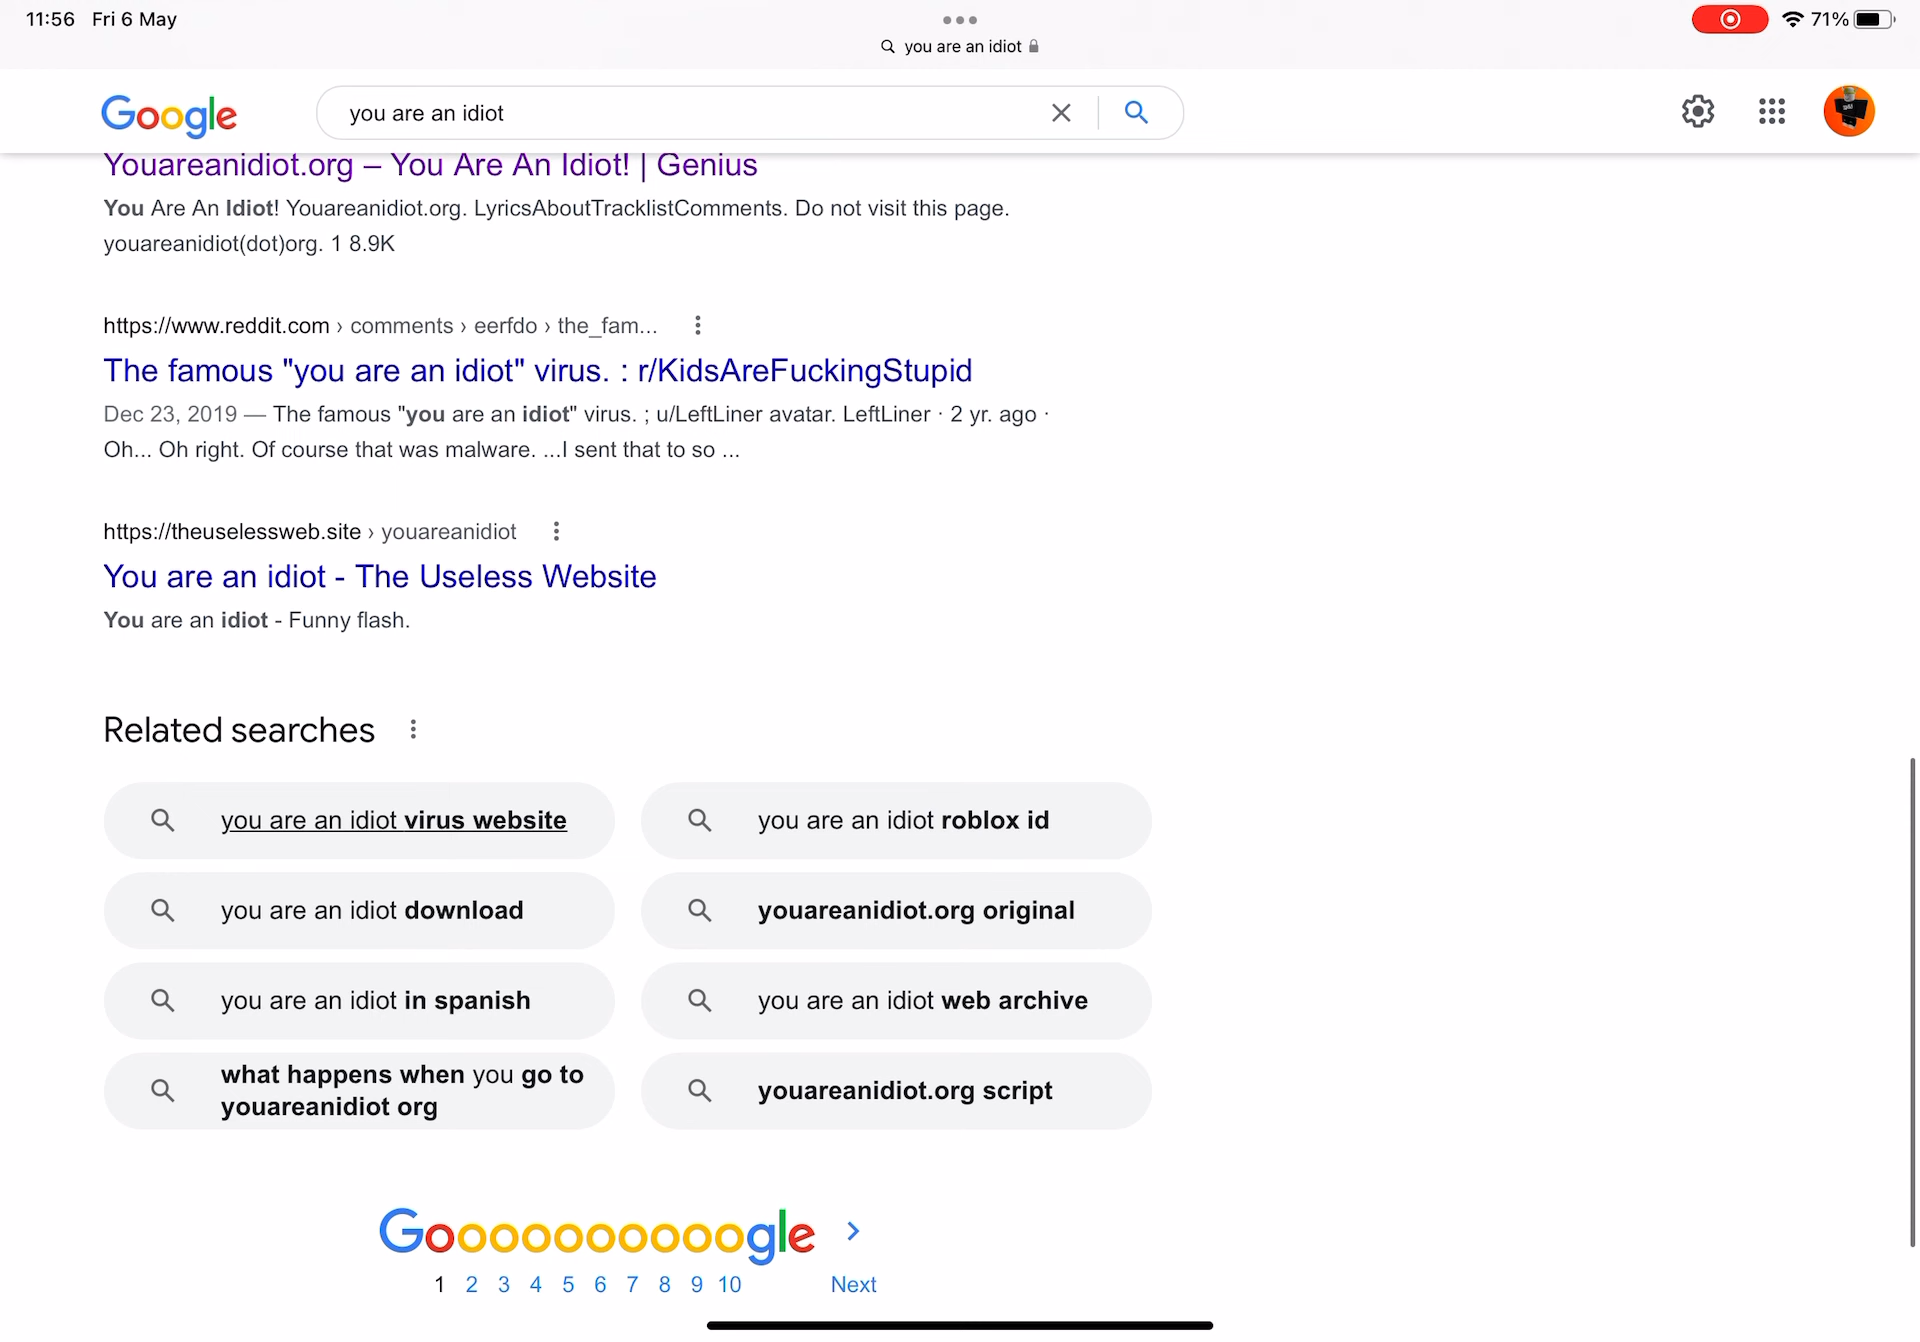 11:56 Fri 6 May
71%
you are an idiot
Google
you are an idiot
Youareanidiot.org – You Are An Idiot! | Genius
You Are An Idiot! Youareanidiot.org. LyricsAboutTracklistComments. Do not visit this page.
youareanidiot(dot)org. 1 8.9K
https://www.reddit.com › comments › eerfdo › the_fam...
The famous "you are an idiot" virus. : r/KidsAreFuckingStupid
Dec 23, 2019 — The famous "you are an idiot" virus. ; u/LeftLiner avatar. LeftLiner · 2 yr. ago ·
Oh... Oh right. Of course that was malware. ...I sent that to so ...
https://theuselessweb.site › youareanidiot
You are an idiot - The Useless Website
You are an idiot - Funny flash.
Related searches
you are an idiot virus website
you are an idiot roblox id
you are an idiot download
youareanidiot.org original
you are an idiot in spanish
you are an idiot web archive
what happens when you go to
youareanidiot org
youareanidiot.org script
Goooooooooogle
1 2 3 4 5 6 7 8 9 10 Next